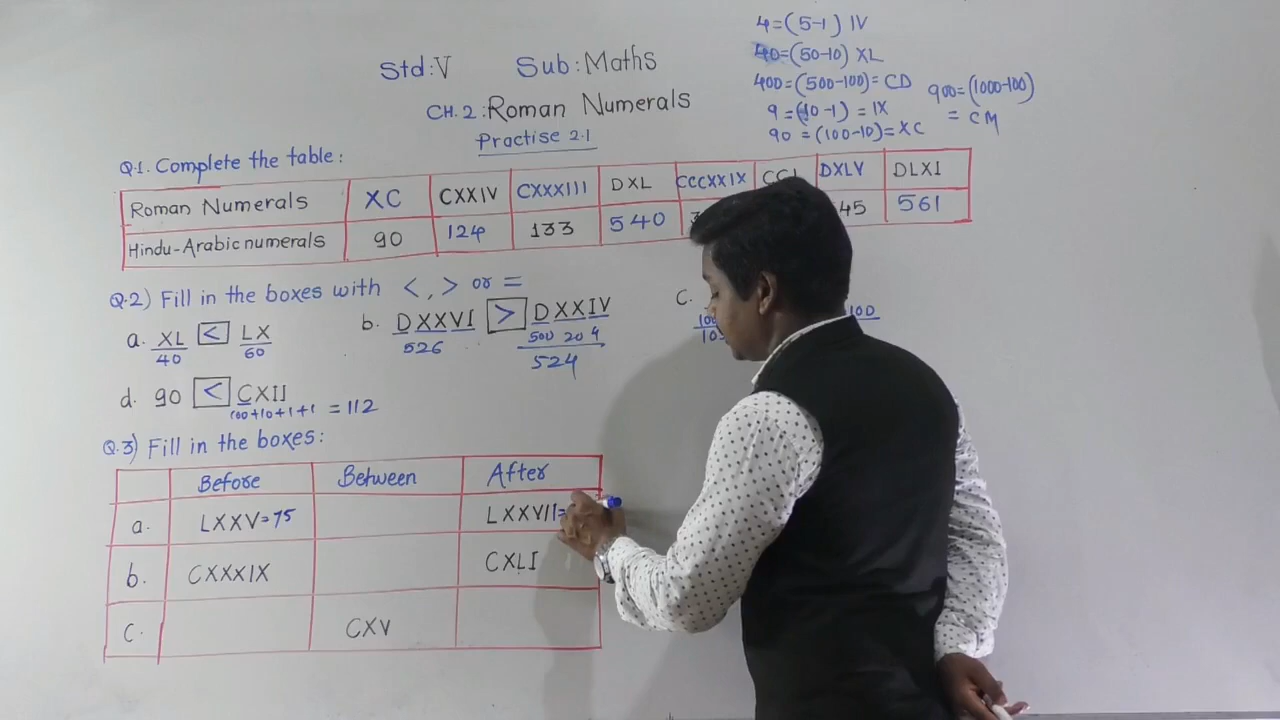 4=(5-1) IV
40=(50-10) XL
400=(500-100)= CD
9=(10-1) = IX
90 =(100-10)= XC
900=(1000-100)
= CM
Std:V Sub: Maths
CH.2: Roman Numerals
Practise 2.1
Q.1. Complete the table:
Roman Numerals XC CXXIV CXXXIII DXL CCCXXIX DXLV DLXI
Hindu-Arabic numerals 90 124 133 540 45 561
Q.2) Fill in the boxes with <, > or =
a. XL < LX
40 60
b. DXXVI > DXXIV
526 500 20 4
524
c.
100
d. 90 < CXII
100+10+1+1 = 112
Q.3) Fill in the boxes:
Before Between After
a. LXXV=75 LXXVII=
b. CXXXIX CXLI
c. CXV